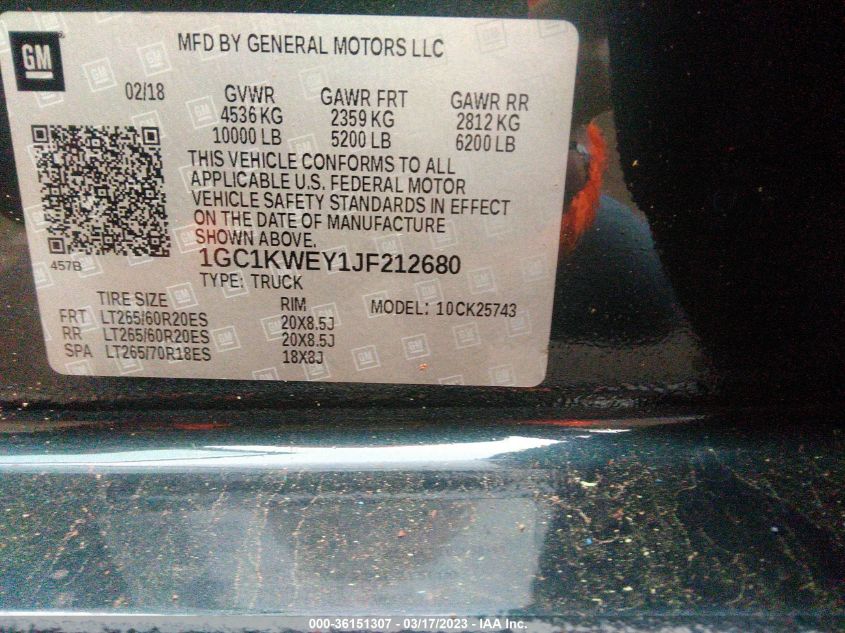 GM
MFD BY GENERAL MOTORS LLC
02/18 GVWR GAWR FRT GAWR RR
4536 KG 2359 KG 2812 KG
10000 LB 5200 LB 6200 LB
THIS VEHICLE CONFORMS TO ALL
APPLICABLE U.S. FEDERAL MOTOR
VEHICLE SAFETY STANDARDS IN EFFECT
ON THE DATE OF MANUFACTURE
SHOWN ABOVE.
457B
1GC1KWEY1JF212680
TYPE: TRUCK
TIRE SIZE RIM MODEL: 10CK25743
FRT LT265/60R20ES 20X8.5J
RR LT265/60R20ES 20X8.5J
SPA LT265/70R18ES 18X8J
000-36151307 - 03/17/2023 - IAA Inc.